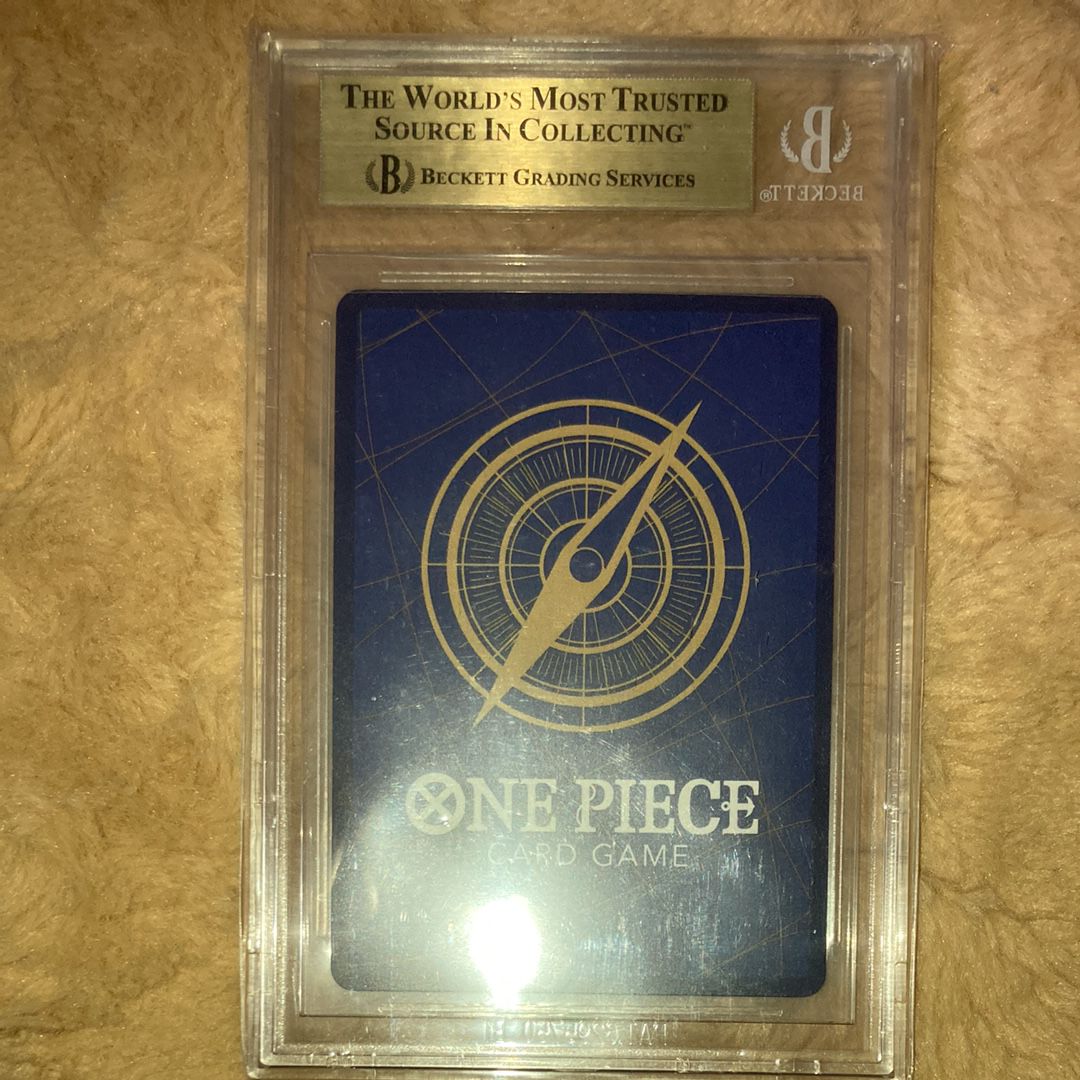 THE WORLD'S MOST TRUSTED
SOURCE IN COLLECTING™
B BECKETT GRADING SERVICES
B
BECKETT®
ONE PIECE
CARD GAME